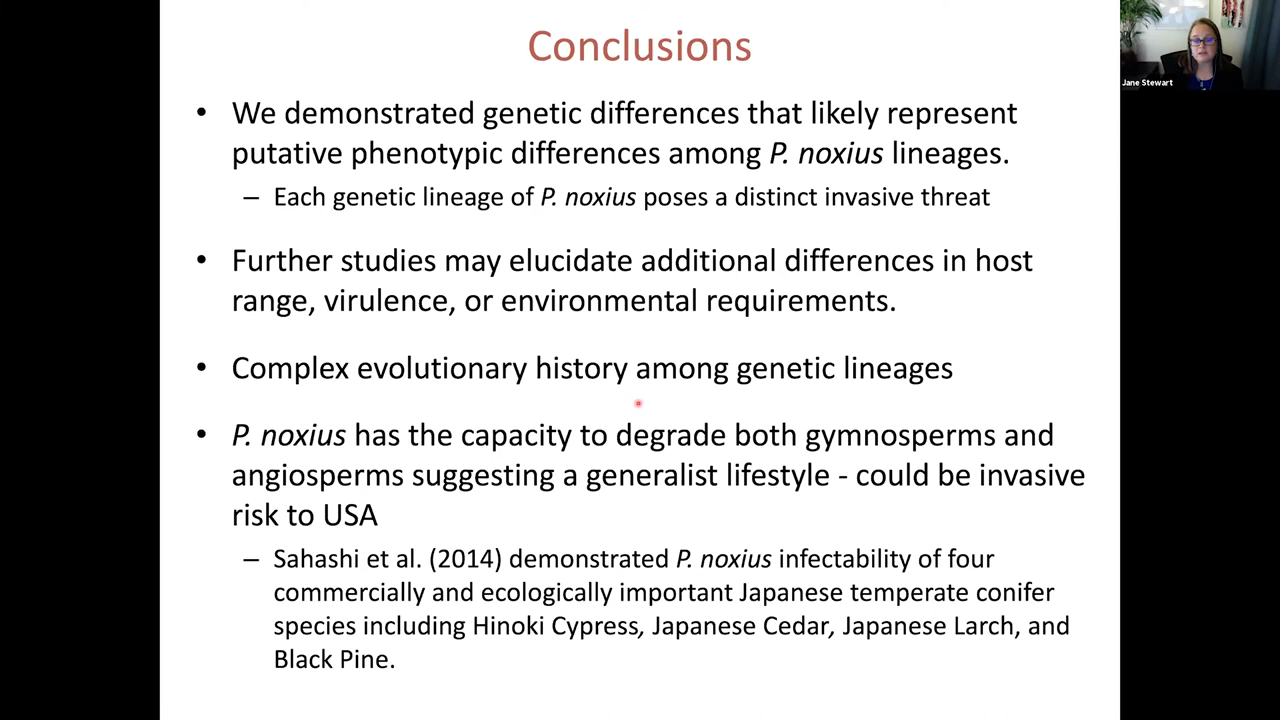 Conclusions
Jane Stewart
• We demonstrated genetic differences that likely represent
putative phenotypic differences among P. noxius lineages.
– Each genetic lineage of P. noxius poses a distinct invasive threat
• Further studies may elucidate additional differences in host
range, virulence, or environmental requirements.
• Complex evolutionary history among genetic lineages
• P. noxius has the capacity to degrade both gymnosperms and
angiosperms suggesting a generalist lifestyle - could be invasive
risk to USA
– Sahashi et al. (2014) demonstrated P. noxius infectability of four
commercially and ecologically important Japanese temperate conifer
species including Hinoki Cypress, Japanese Cedar, Japanese Larch, and
Black Pine.